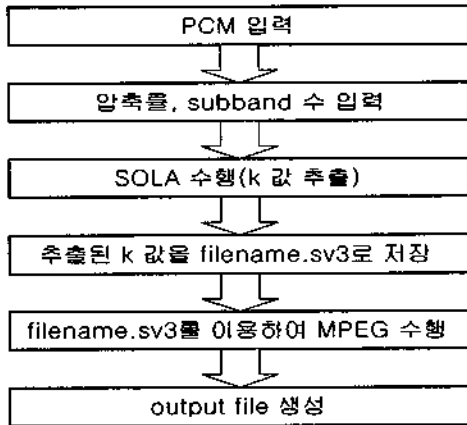 PCM 입력
압축율, subband 수 입력
SOLA 수행(k 값 추출)
추출된 k 값을 filename.sv3로 저장
filename.sv3를 이용하여 MPEG 수행
output file 생성